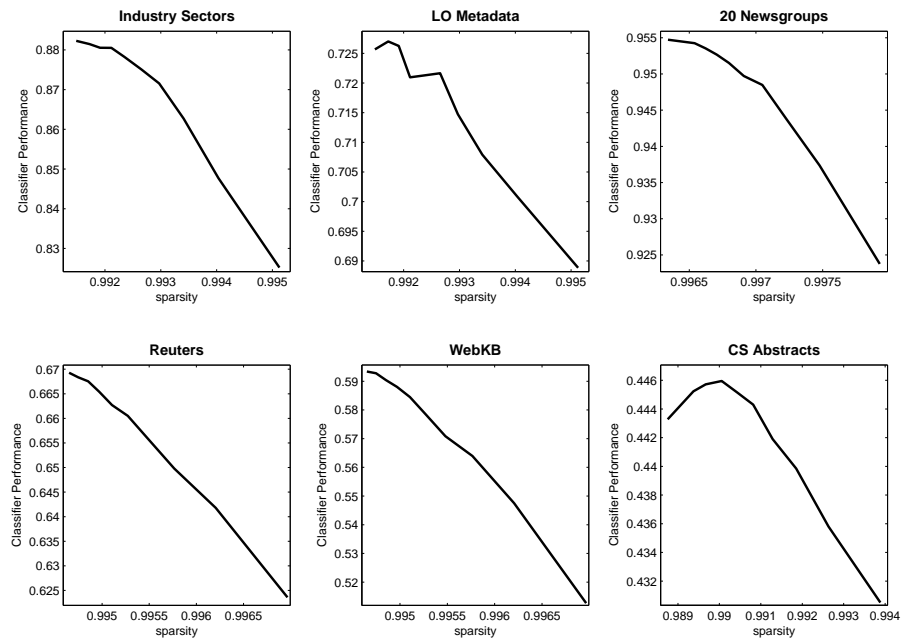 Industry Sectors
Classifier Performance
0.88
0.87
0.86
0.85
0.84
0.83
0.992 0.993 0.994 0.995
sparsity
LO Metadata
Classifier Performance
0.725
0.72
0.715
0.71
0.705
0.7
0.695
0.69
0.992 0.993 0.994 0.995
sparsity
20 Newsgroups
Classifier Performance
0.955
0.95
0.945
0.94
0.935
0.93
0.925
0.9965 0.997 0.9975
sparsity
Reuters
Classifier Performance
0.67
0.665
0.66
0.655
0.65
0.645
0.64
0.635
0.63
0.625
0.995 0.9955 0.996 0.9965
sparsity
WebKB
Classifier Performance
0.59
0.58
0.57
0.56
0.55
0.54
0.53
0.52
0.995 0.9955 0.996 0.9965
sparsity
CS Abstracts
Classifier Performance
0.446
0.444
0.442
0.44
0.438
0.436
0.434
0.432
0.989 0.99 0.991 0.992 0.993 0.994
sparsity